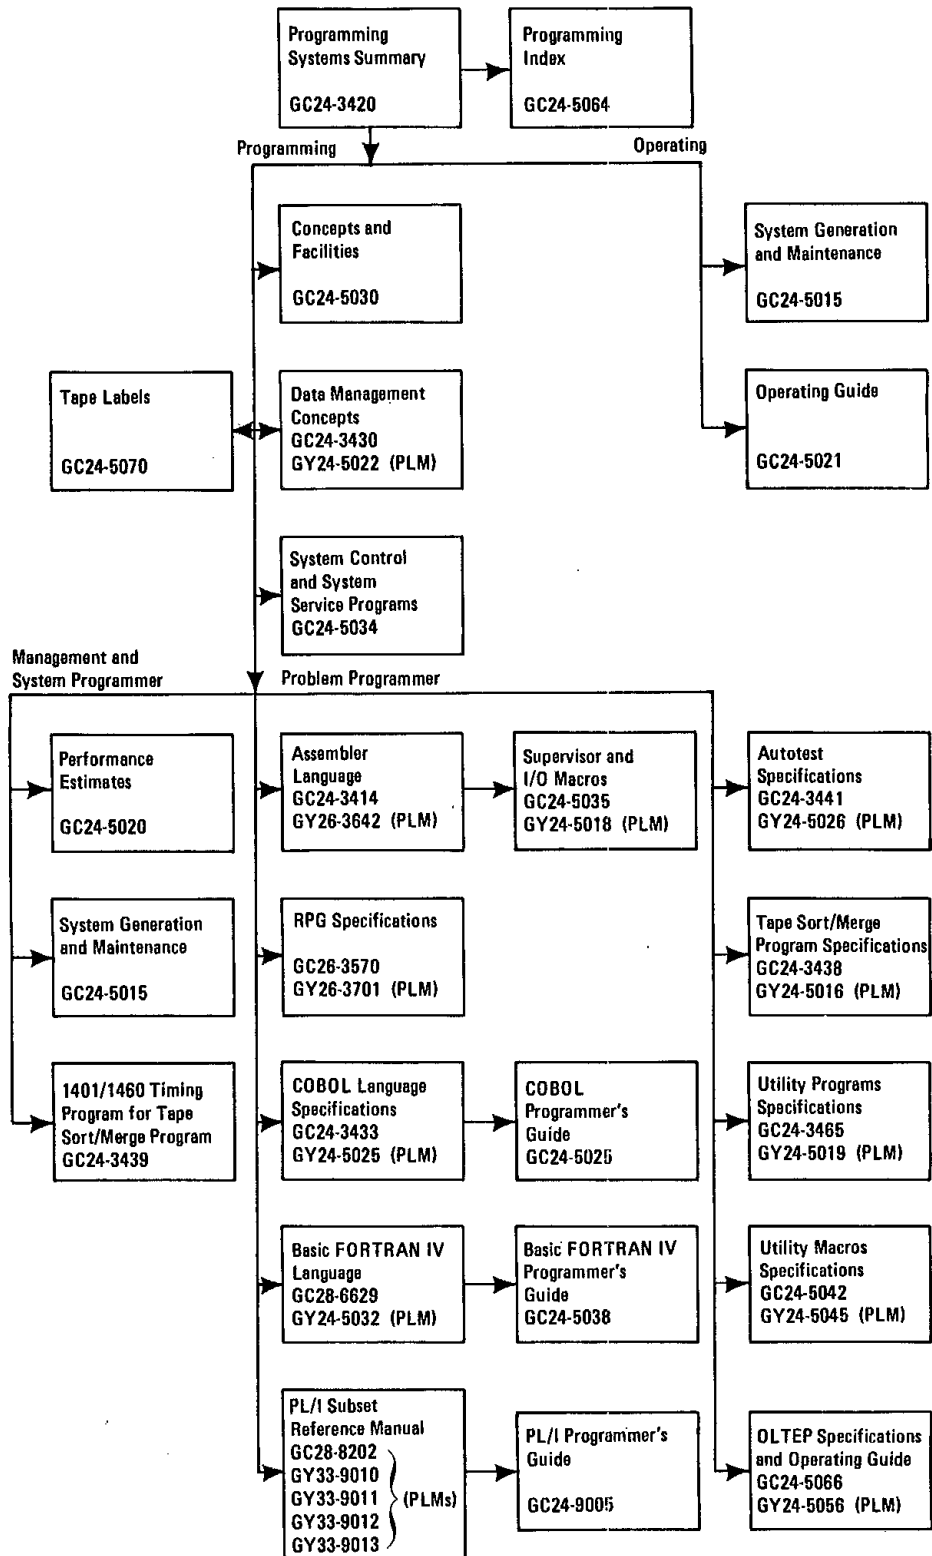 Programming
Systems Summary
GC24-3420
Programming
Index
GC24-5064
Programming
Operating
Concepts and
Facilities
GC24-5030
System Generation
and Maintenance
GC24-5015
Tape Labels
GC24-5070
Data Management
Concepts
GC24-3430
GY24-5022 (PLM)
Operating Guide
GC24-5021
System Control
and System
Service Programs
GC24-5034
Management and
System Programmer
Problem Programmer
Performance
Estimates
GC24-5020
Assembler
Language
GC24-3414
GY26-3642 (PLM)
Supervisor and
I/O Macros
GC24-5035
GY24-5018 (PLM)
Autotest
Specifications
GC24-3441
GY24-5026 (PLM)
System Generation
and Maintenance
GC24-5015
RPG Specifications
GC26-3570
GY26-3701 (PLM)
Tape Sort/Merge
Program Specifications
GC24-3438
GY24-5016 (PLM)
1401/1460 Timing
Program for Tape
Sort/Merge Program
GC24-3439
COBOL Language
Specifications
GC24-3433
GY24-5025 (PLM)
COBOL
Programmer's
Guide
GC24-5025
Utility Programs
Specifications
GC24-3465
GY24-5019 (PLM)
Basic FORTRAN IV
Language
GC28-6629
GY24-5032 (PLM)
Basic FORTRAN IV
Programmer's
Guide
GC24-5038
Utility Macros
Specifications
GC24-5042
GY24-5045 (PLM)
PL/I Subset
Reference Manual
GC28-8202
GY33-9010
GY33-9011 (PLMs)
GY33-9012
GY33-9013
PL/I Programmer's
Guide
GC24-9005
OLTEP Specifications
and Operating Guide
GC24-5066
GY24-5056 (PLM)